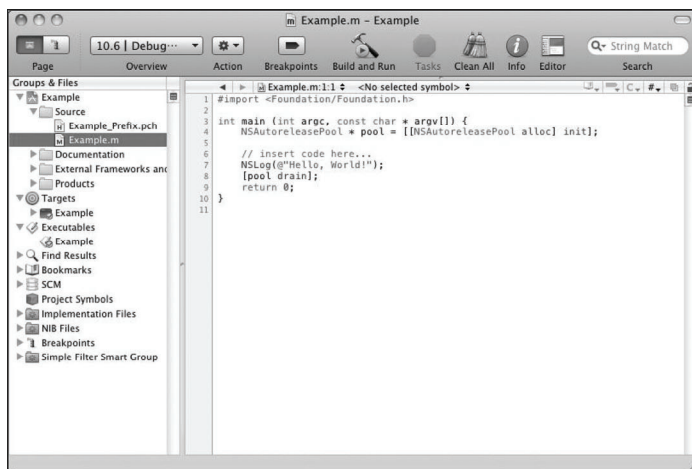 Example.m - Example
10.6 | Debug...
String Match
Page
Overview
Action
Breakpoints
Build and Run
Tasks
Clean All
Info
Editor
Search
Groups & Files
Example
Source
Example_Prefix.pch
Example.m
Documentation
External Frameworks and
Products
Targets
Example
Executables
Example
Find Results
Bookmarks
SCM
Project Symbols
Implementation Files
NIB Files
Breakpoints
Simple Filter Smart Group
Example.m:1:1 <No selected symbol>
C
#
1 #import <Foundation/Foundation.h>
2
3 int main (int argc, const char * argv[]) {
4 NSAutoreleasePool * pool = [[NSAutoreleasePool alloc] init];
5
6 // insert code here...
7 NSLog(@"Hello, World!");
8 [pool drain];
9 return 0;
10 }
11